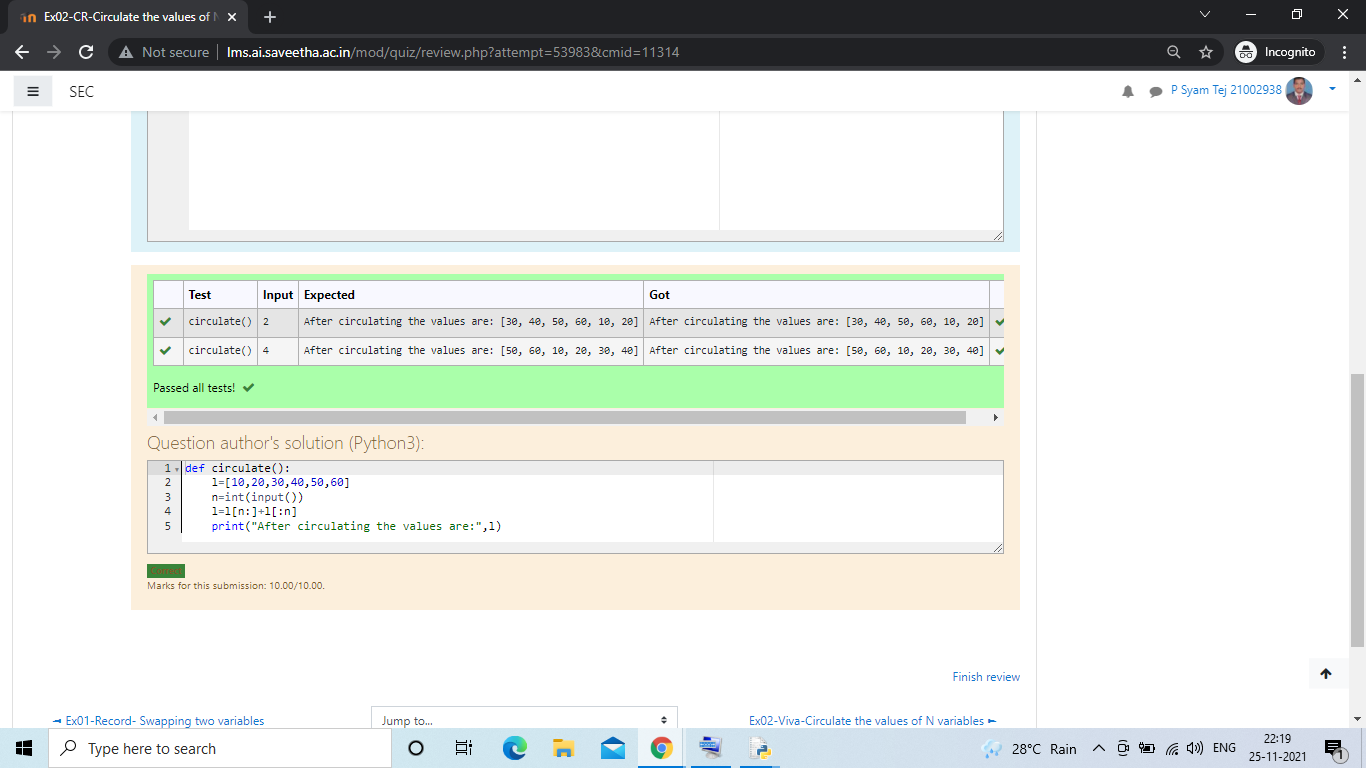 Ex02-CR-Circulate the values of N
Not secure lms.ai.saveetha.ac.in/mod/quiz/review.php?attempt=53983&cmid=11314 Incognito
SEC P Syam Tej 21002938
Test Input Expected Got
circulate() 2 After circulating the values are: [30, 40, 50, 60, 10, 20] After circulating the values are: [30, 40, 50, 60, 10, 20]
circulate() 4 After circulating the values are: [50, 60, 10, 20, 30, 40] After circulating the values are: [50, 60, 10, 20, 30, 40]
Passed all tests!
Question author's solution (Python3):
1 def circulate():
2 l=[10,20,30,40,50,60]
3 n=int(input())
4 l=l[n:]+l[:n]
5 print("After circulating the values are:",l)
Marks for this submission: 10.00/10.00.
Finish review
◄ Ex01-Record- Swapping two variables Jump to... Ex02-Viva-Circulate the values of N variables ►
Type here to search 28°C Rain ENG 22:19
25-11-2021 1